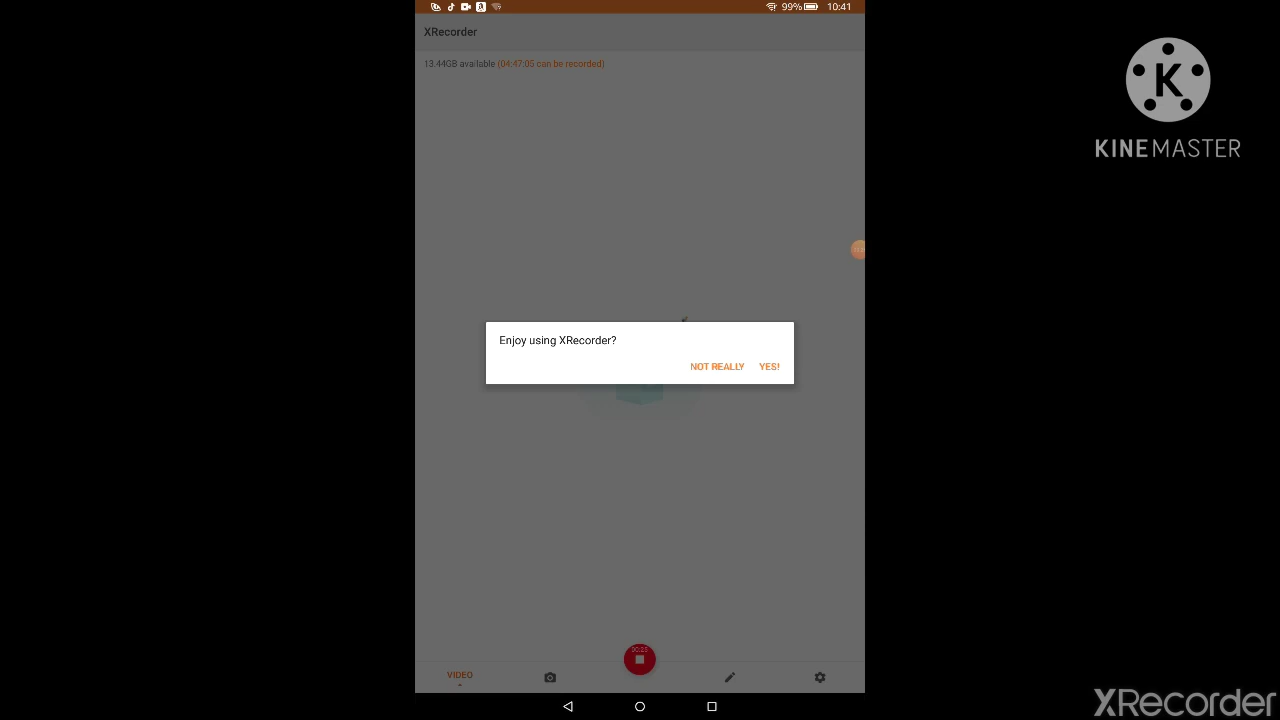 99% 10:41
XRecorder
13.44GB available (04:47:05 can be recorded)
K
KINEMASTER
Enjoy using XRecorder?
NOT REALLY YES!
VIDEO
XRecorder